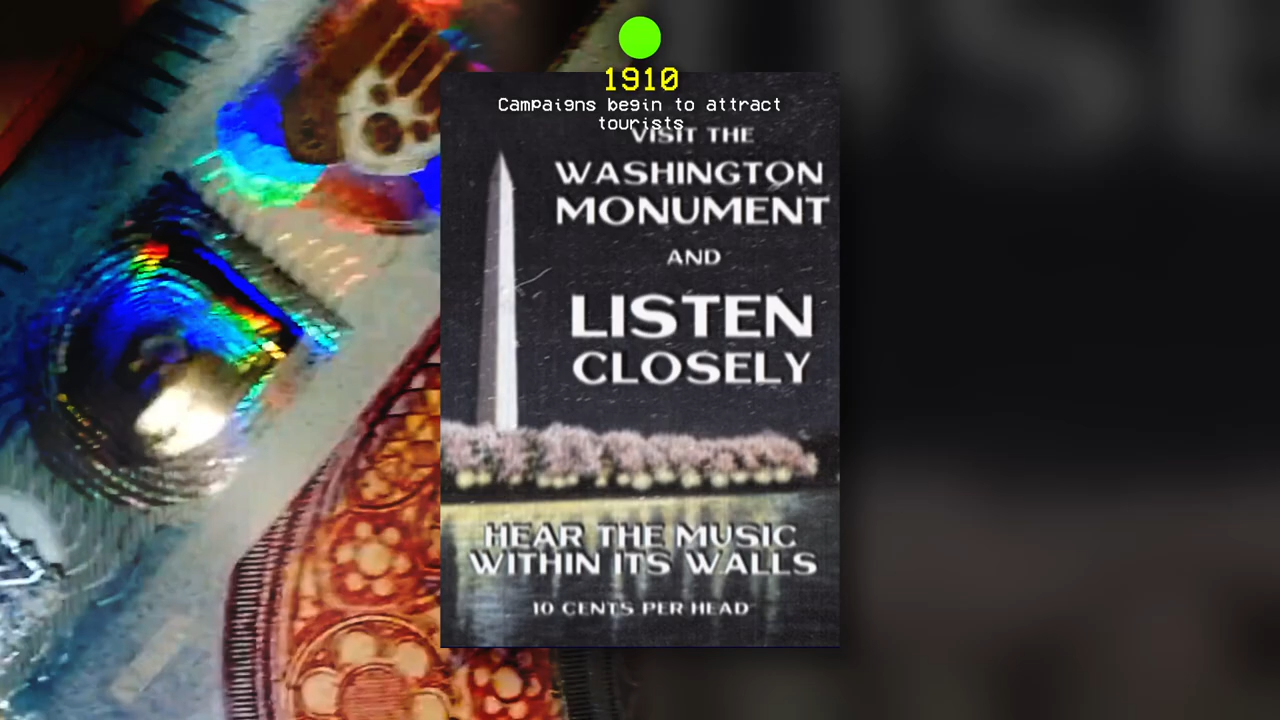 1910
Campaigns begin to attract
tourists
VISIT THE
WASHINGTON
MONUMENT
AND
LISTEN
CLOSELY
HEAR THE MUSIC
WITHIN ITS WALLS
10 CENTS PER HEAD